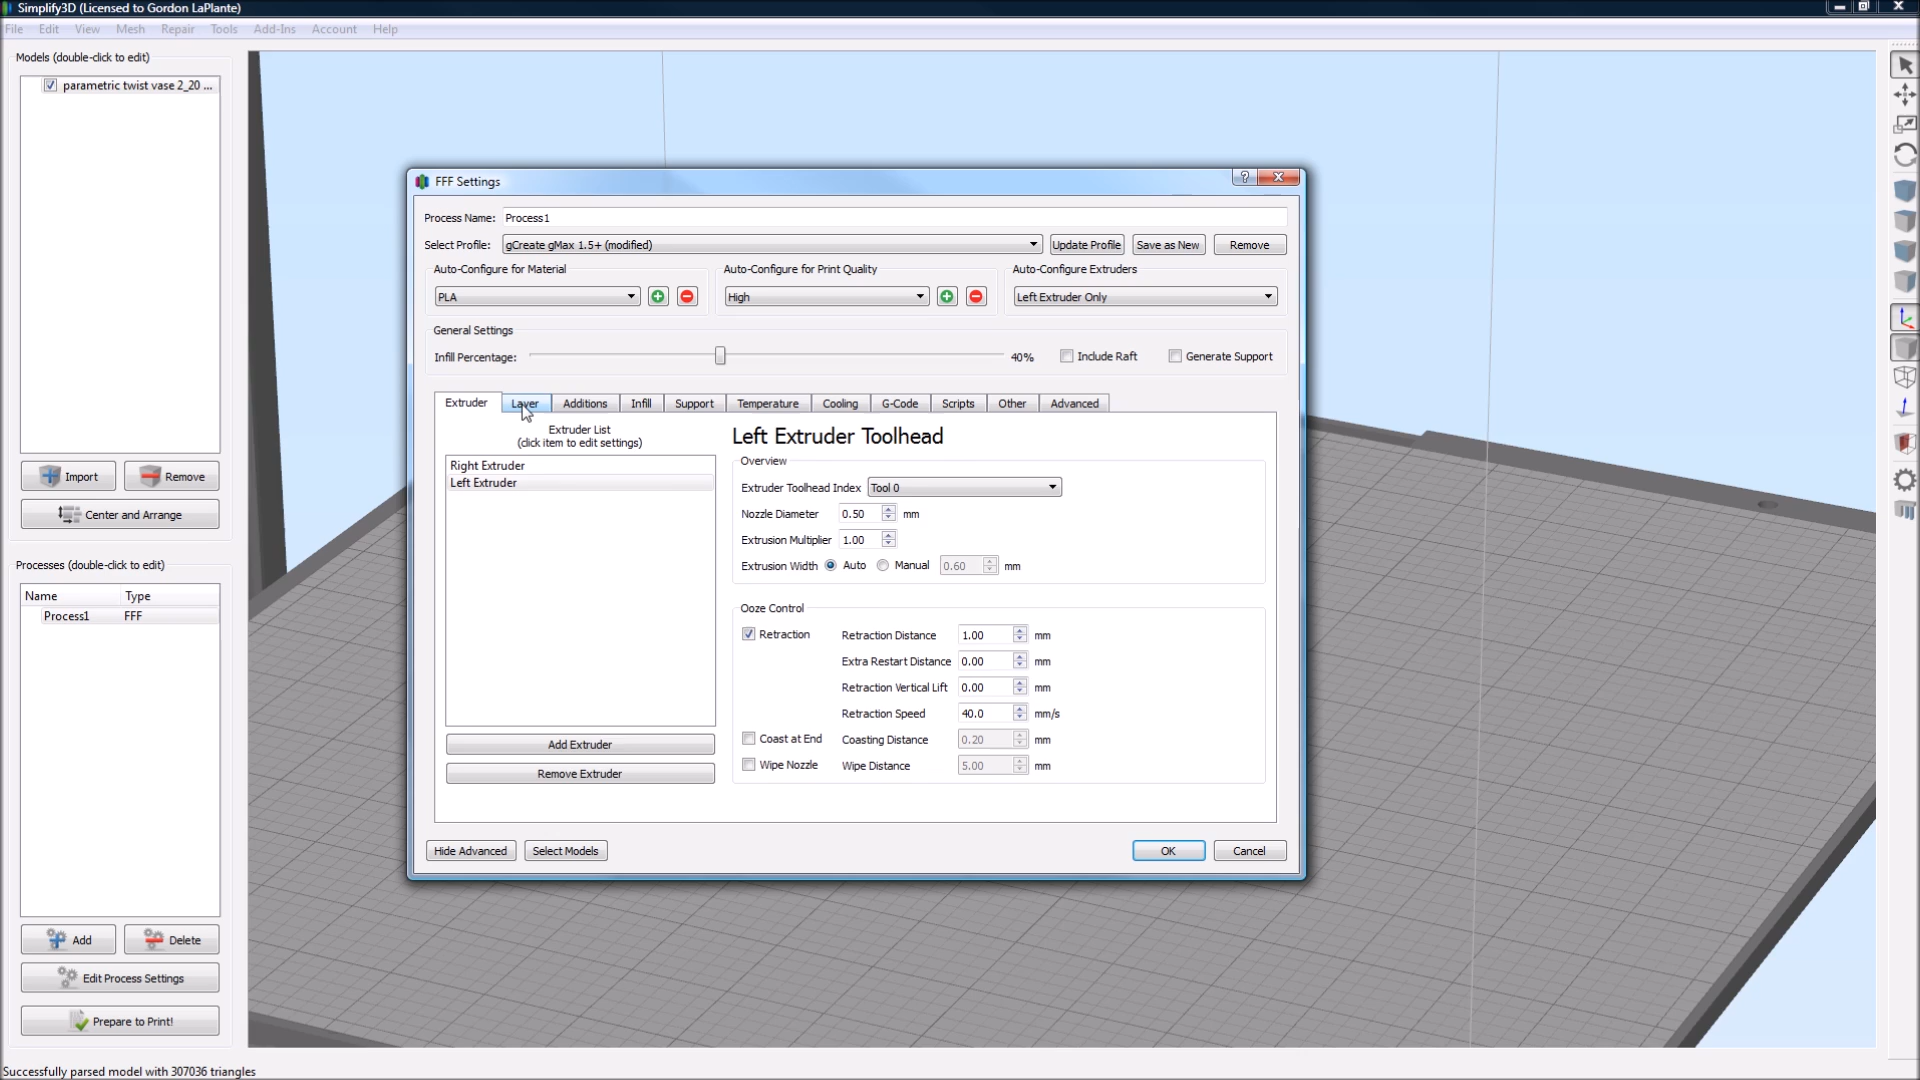 Simplify3D (Licensed to Gordon LaPlante)
File Edit View Mesh Repair Tools Add-Ins Account Help
Models (double-click to edit)
parametric twist vase 2_20 ...
Import Remove
Center and Arrange
Processes (double-click to edit)
Name Type
Process1 FFF
Add Delete
Edit Process Settings
Prepare to Print!
Successfully parsed model with 307036 triangles
FFF Settings
Process Name: Process1
Select Profile: gCreate gMax 1.5+ (modified) Update Profile Save as New Remove
Auto-Configure for Material Auto-Configure for Print Quality Auto-Configure Extruders
PLA High Left Extruder Only
General Settings
Infill Percentage: 40% Include Raft Generate Support
Extruder Layer Additions Infill Support Temperature Cooling G-Code Scripts Other Advanced
Extruder List
(click item to edit settings)
Right Extruder
Left Extruder
Add Extruder
Remove Extruder
Left Extruder Toolhead
Overview
Extruder Toolhead Index Tool 0
Nozzle Diameter 0.50 mm
Extrusion Multiplier 1.00
Extrusion Width Auto Manual 0.60 mm
Ooze Control
Retraction Retraction Distance 1.00 mm
Extra Restart Distance 0.00 mm
Retraction Vertical Lift 0.00 mm
Retraction Speed 40.0 mm/s
Coast at End Coasting Distance 0.20 mm
Wipe Nozzle Wipe Distance 5.00 mm
Hide Advanced Select Models OK Cancel